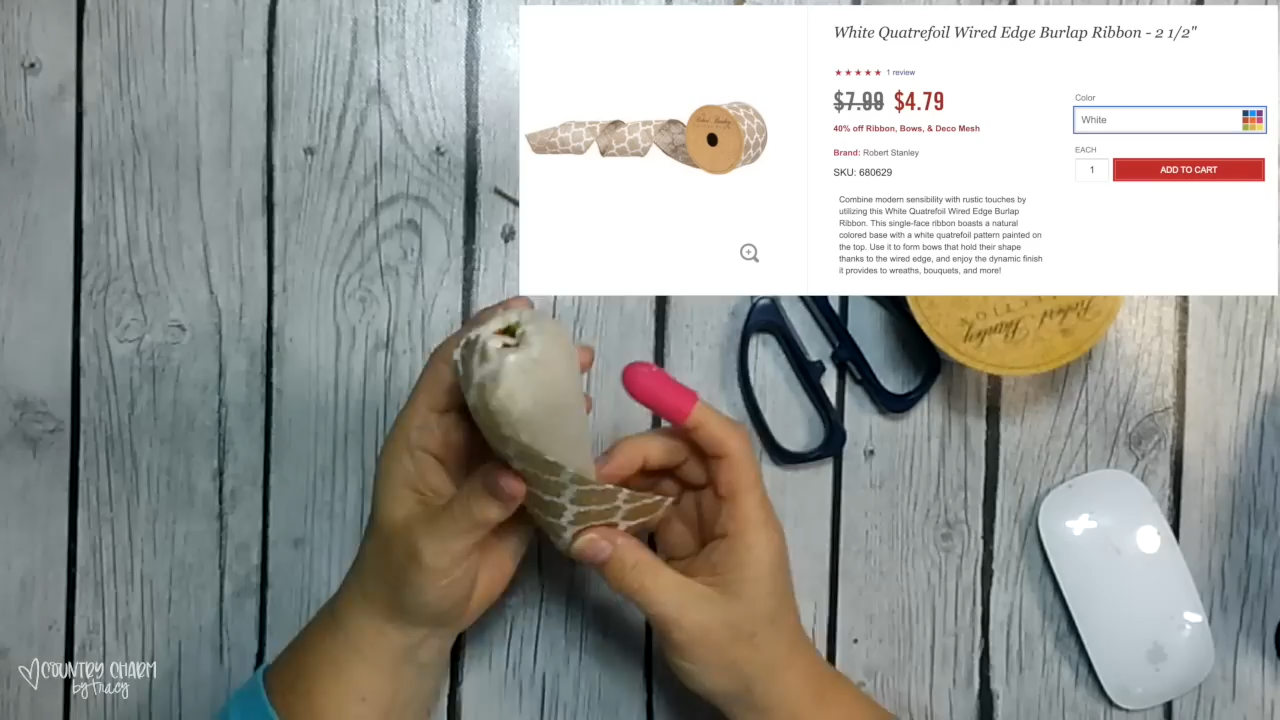 White Quatrefoil Wired Edge Burlap Ribbon - 2 1/2"
★★★★★ 1 review
$7.99 $4.79
40% off Ribbon, Bows, & Deco Mesh
Brand: Robert Stanley
SKU: 680629
Combine modern sensibility with rustic touches by
utilizing this White Quatrefoil Wired Edge Burlap
Ribbon. This single-face ribbon boasts a natural
colored base with a white quatrefoil pattern painted on
the top. Use it to form bows that hold their shape
thanks to the wired edge, and enjoy the dynamic finish
it provides to wreaths, bouquets, and more!
Color
White
EACH
1 ADD TO CART
Robert Stanley
COUNTRY CHARM
by tracy